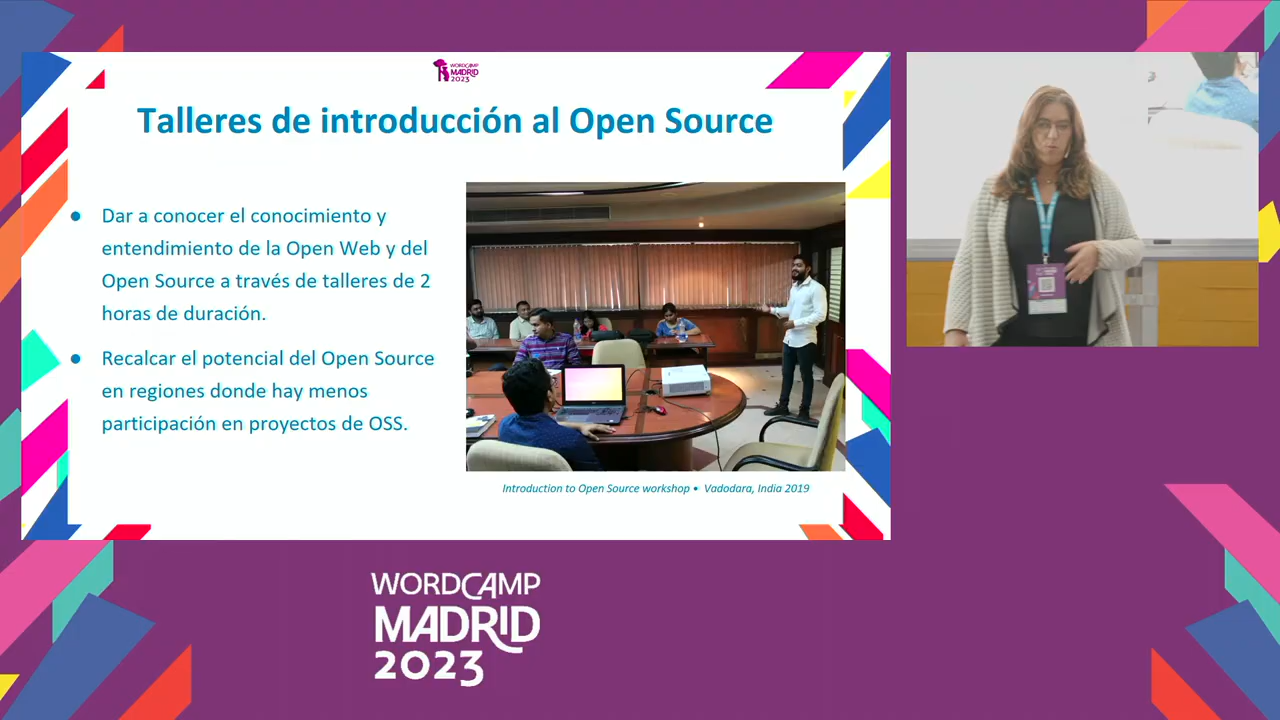 WORDCAMP
MADRID
2023
Talleres de introducción al Open Source
● Dar a conocer el conocimiento y
entendimiento de la Open Web y del
Open Source a través de talleres de 2
horas de duración.
● Recalcar el potencial del Open Source
en regiones donde hay menos
participación en proyectos de OSS.
Introduction to Open Source workshop • Vadodara, India 2019
WORDCAMP
MADRID
2023